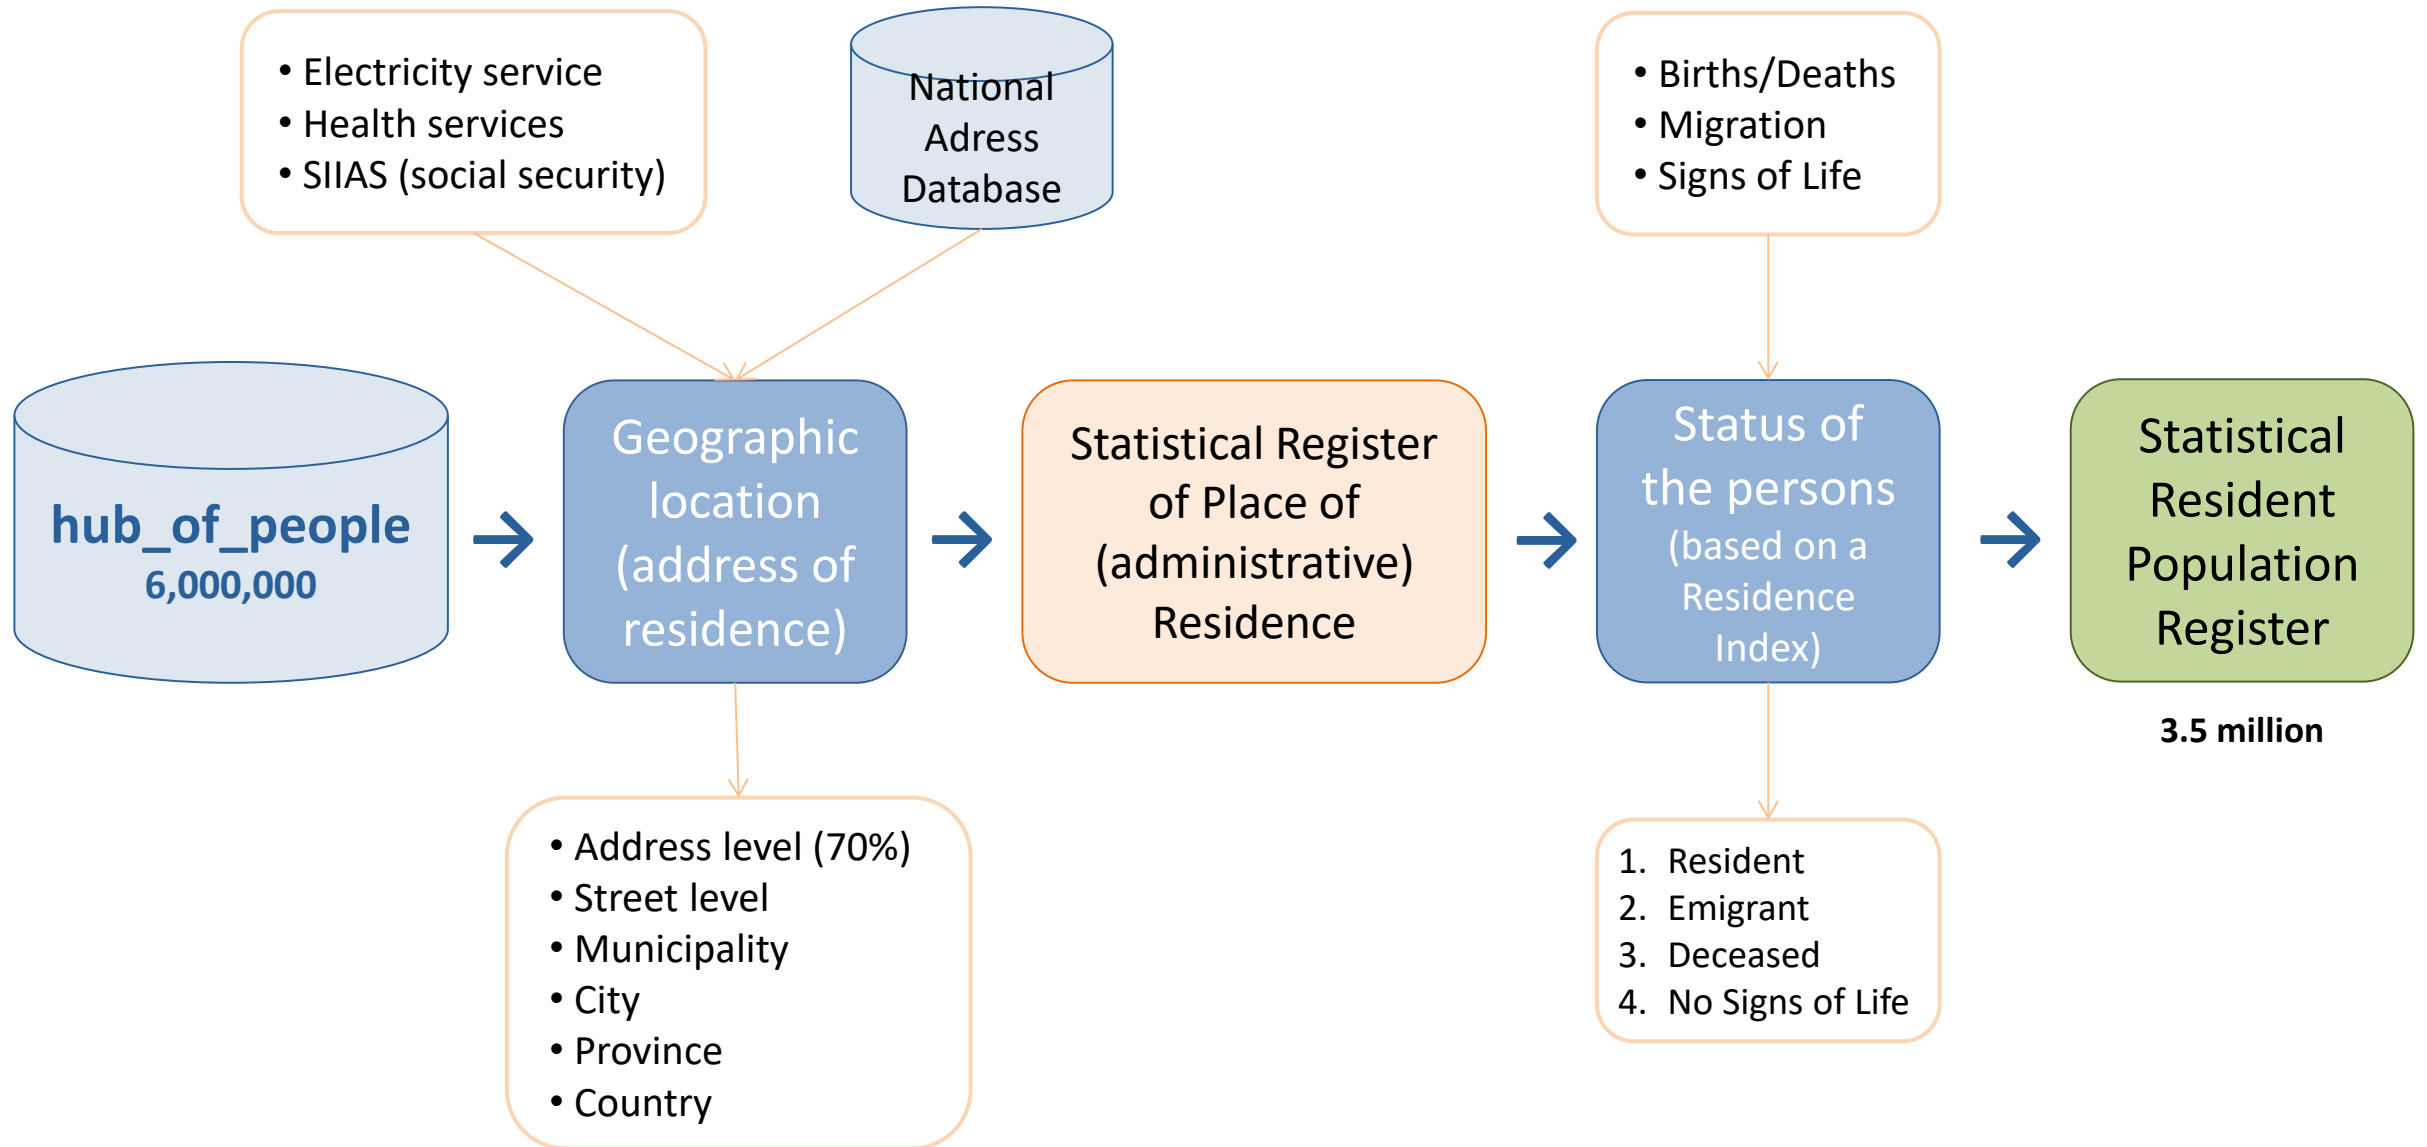 • Electricity service
• Health services
• SIIAS (social security)
National
Adress
Database
• Births/Deaths
• Migration
• Signs of Life
hub_of_people
6,000,000
Geographic
location
(address of
residence)
Statistical Register
of Place of
(administrative)
Residence
Status of
the persons
(based on a
Residence
Index)
Statistical
Resident
Population
Register
3.5 million
• Address level (70%)
• Street level
• Municipality
• City
• Province
• Country
1. Resident
2. Emigrant
3. Deceased
4. No Signs of Life